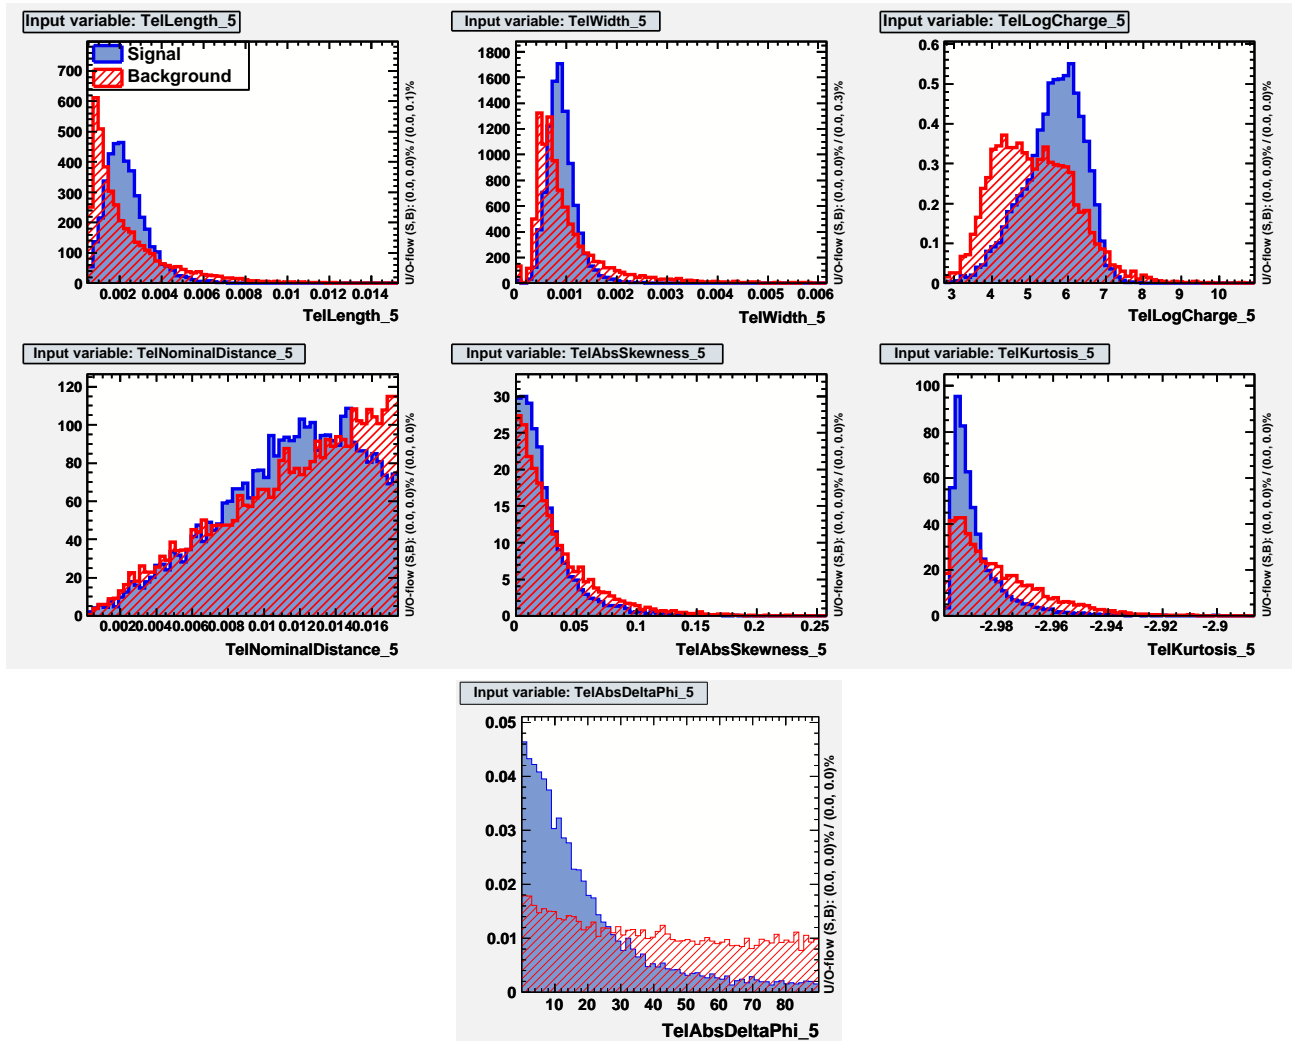 Input variable: TelLength_5
Signal
Background
700
600
500
400
300
200
100
0
0.002 0.004 0.006 0.008 0.01 0.012 0.014
TelLength_5
U/O-flow (S,B): (0.0, 0.0)% / (0.0, 0.1)%
Input variable: TelWidth_5
1800
1600
1400
1200
1000
800
600
400
200
0
0 0.001 0.002 0.003 0.004 0.005 0.006
TelWidth_5
U/O-flow (S,B): (0.0, 0.0)% / (0.0, 0.3)%
Input variable: TelLogCharge_5
0.6
0.5
0.4
0.3
0.2
0.1
0
3 4 5 6 7 8 9 10
TelLogCharge_5
U/O-flow (S,B): (0.0, 0.0)% / (0.0, 0.0)%
Input variable: TelNominalDistance_5
120
100
80
60
40
20
0
0.002 0.004 0.006 0.008 0.01 0.012 0.014 0.016
TelNominalDistance_5
U/O-flow (S,B): (0.0, 0.0)% / (0.0, 0.0)%
Input variable: TelAbsSkewness_5
30
25
20
15
10
5
0
0 0.05 0.1 0.15 0.2 0.25
TelAbsSkewness_5
U/O-flow (S,B): (0.0, 0.0)% / (0.0, 0.0)%
Input variable: TelKurtosis_5
100
80
60
40
20
0
-2.98 -2.96 -2.94 -2.92 -2.9
TelKurtosis_5
U/O-flow (S,B): (0.0, 0.0)% / (0.0, 0.0)%
Input variable: TelAbsDeltaPhi_5
0.05
0.04
0.03
0.02
0.01
0
10 20 30 40 50 60 70 80
TelAbsDeltaPhi_5
U/O-flow (S,B): (0.0, 0.0)% / (0.0, 0.0)%